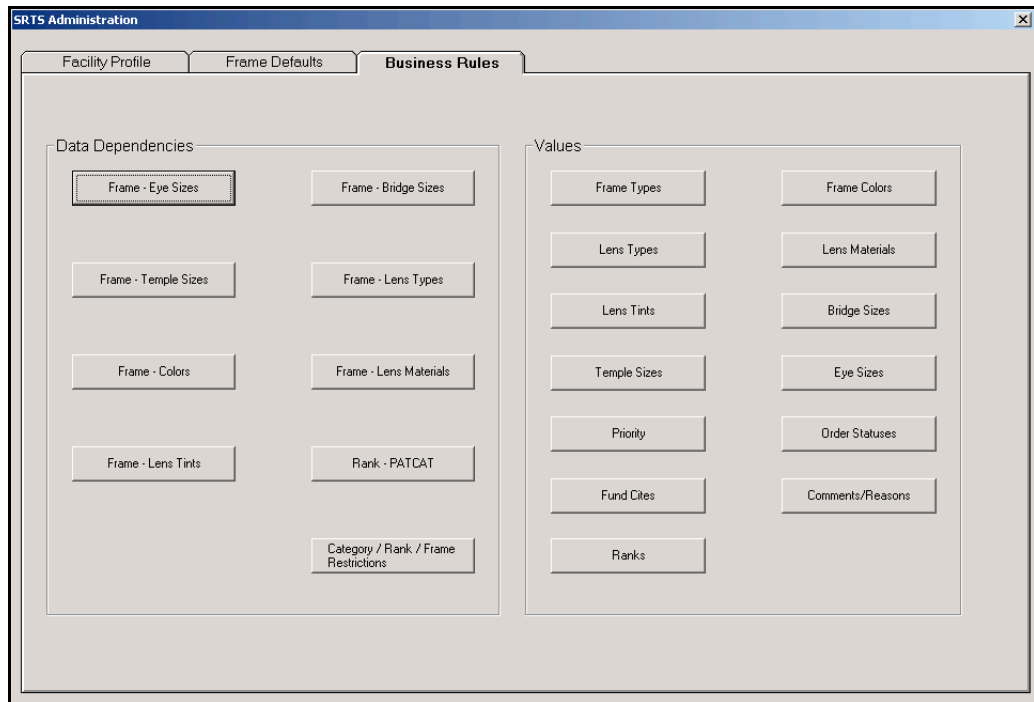 SRTS Administration
Facility Profile
Frame Defaults
Business Rules
Data Dependencies
Frame - Eye Sizes
Frame - Bridge Sizes
Frame - Temple Sizes
Frame - Lens Types
Frame - Colors
Frame - Lens Materials
Frame - Lens Tints
Rank - PATCAT
Category / Rank / Frame
Restrictions
Values
Frame Types
Frame Colors
Lens Types
Lens Materials
Lens Tints
Bridge Sizes
Temple Sizes
Eye Sizes
Priority
Order Statuses
Fund Cites
Comments/Reasons
Ranks